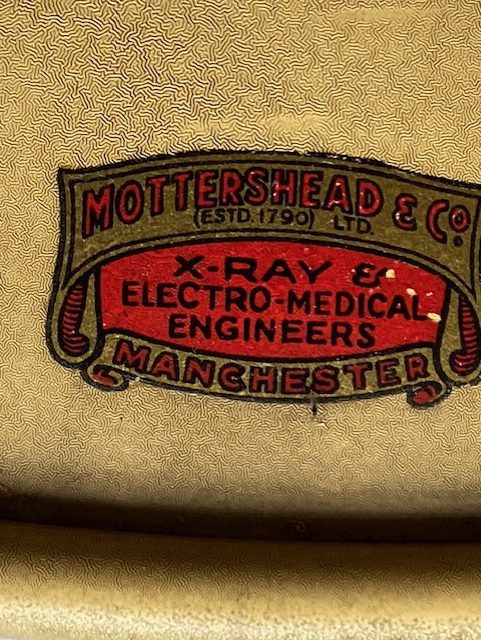 MOTTERSHEAD & Co.
(ESTD. 1790) LTD.
X-RAY &
ELECTRO-MEDICAL
ENGINEERS
MANCHESTER